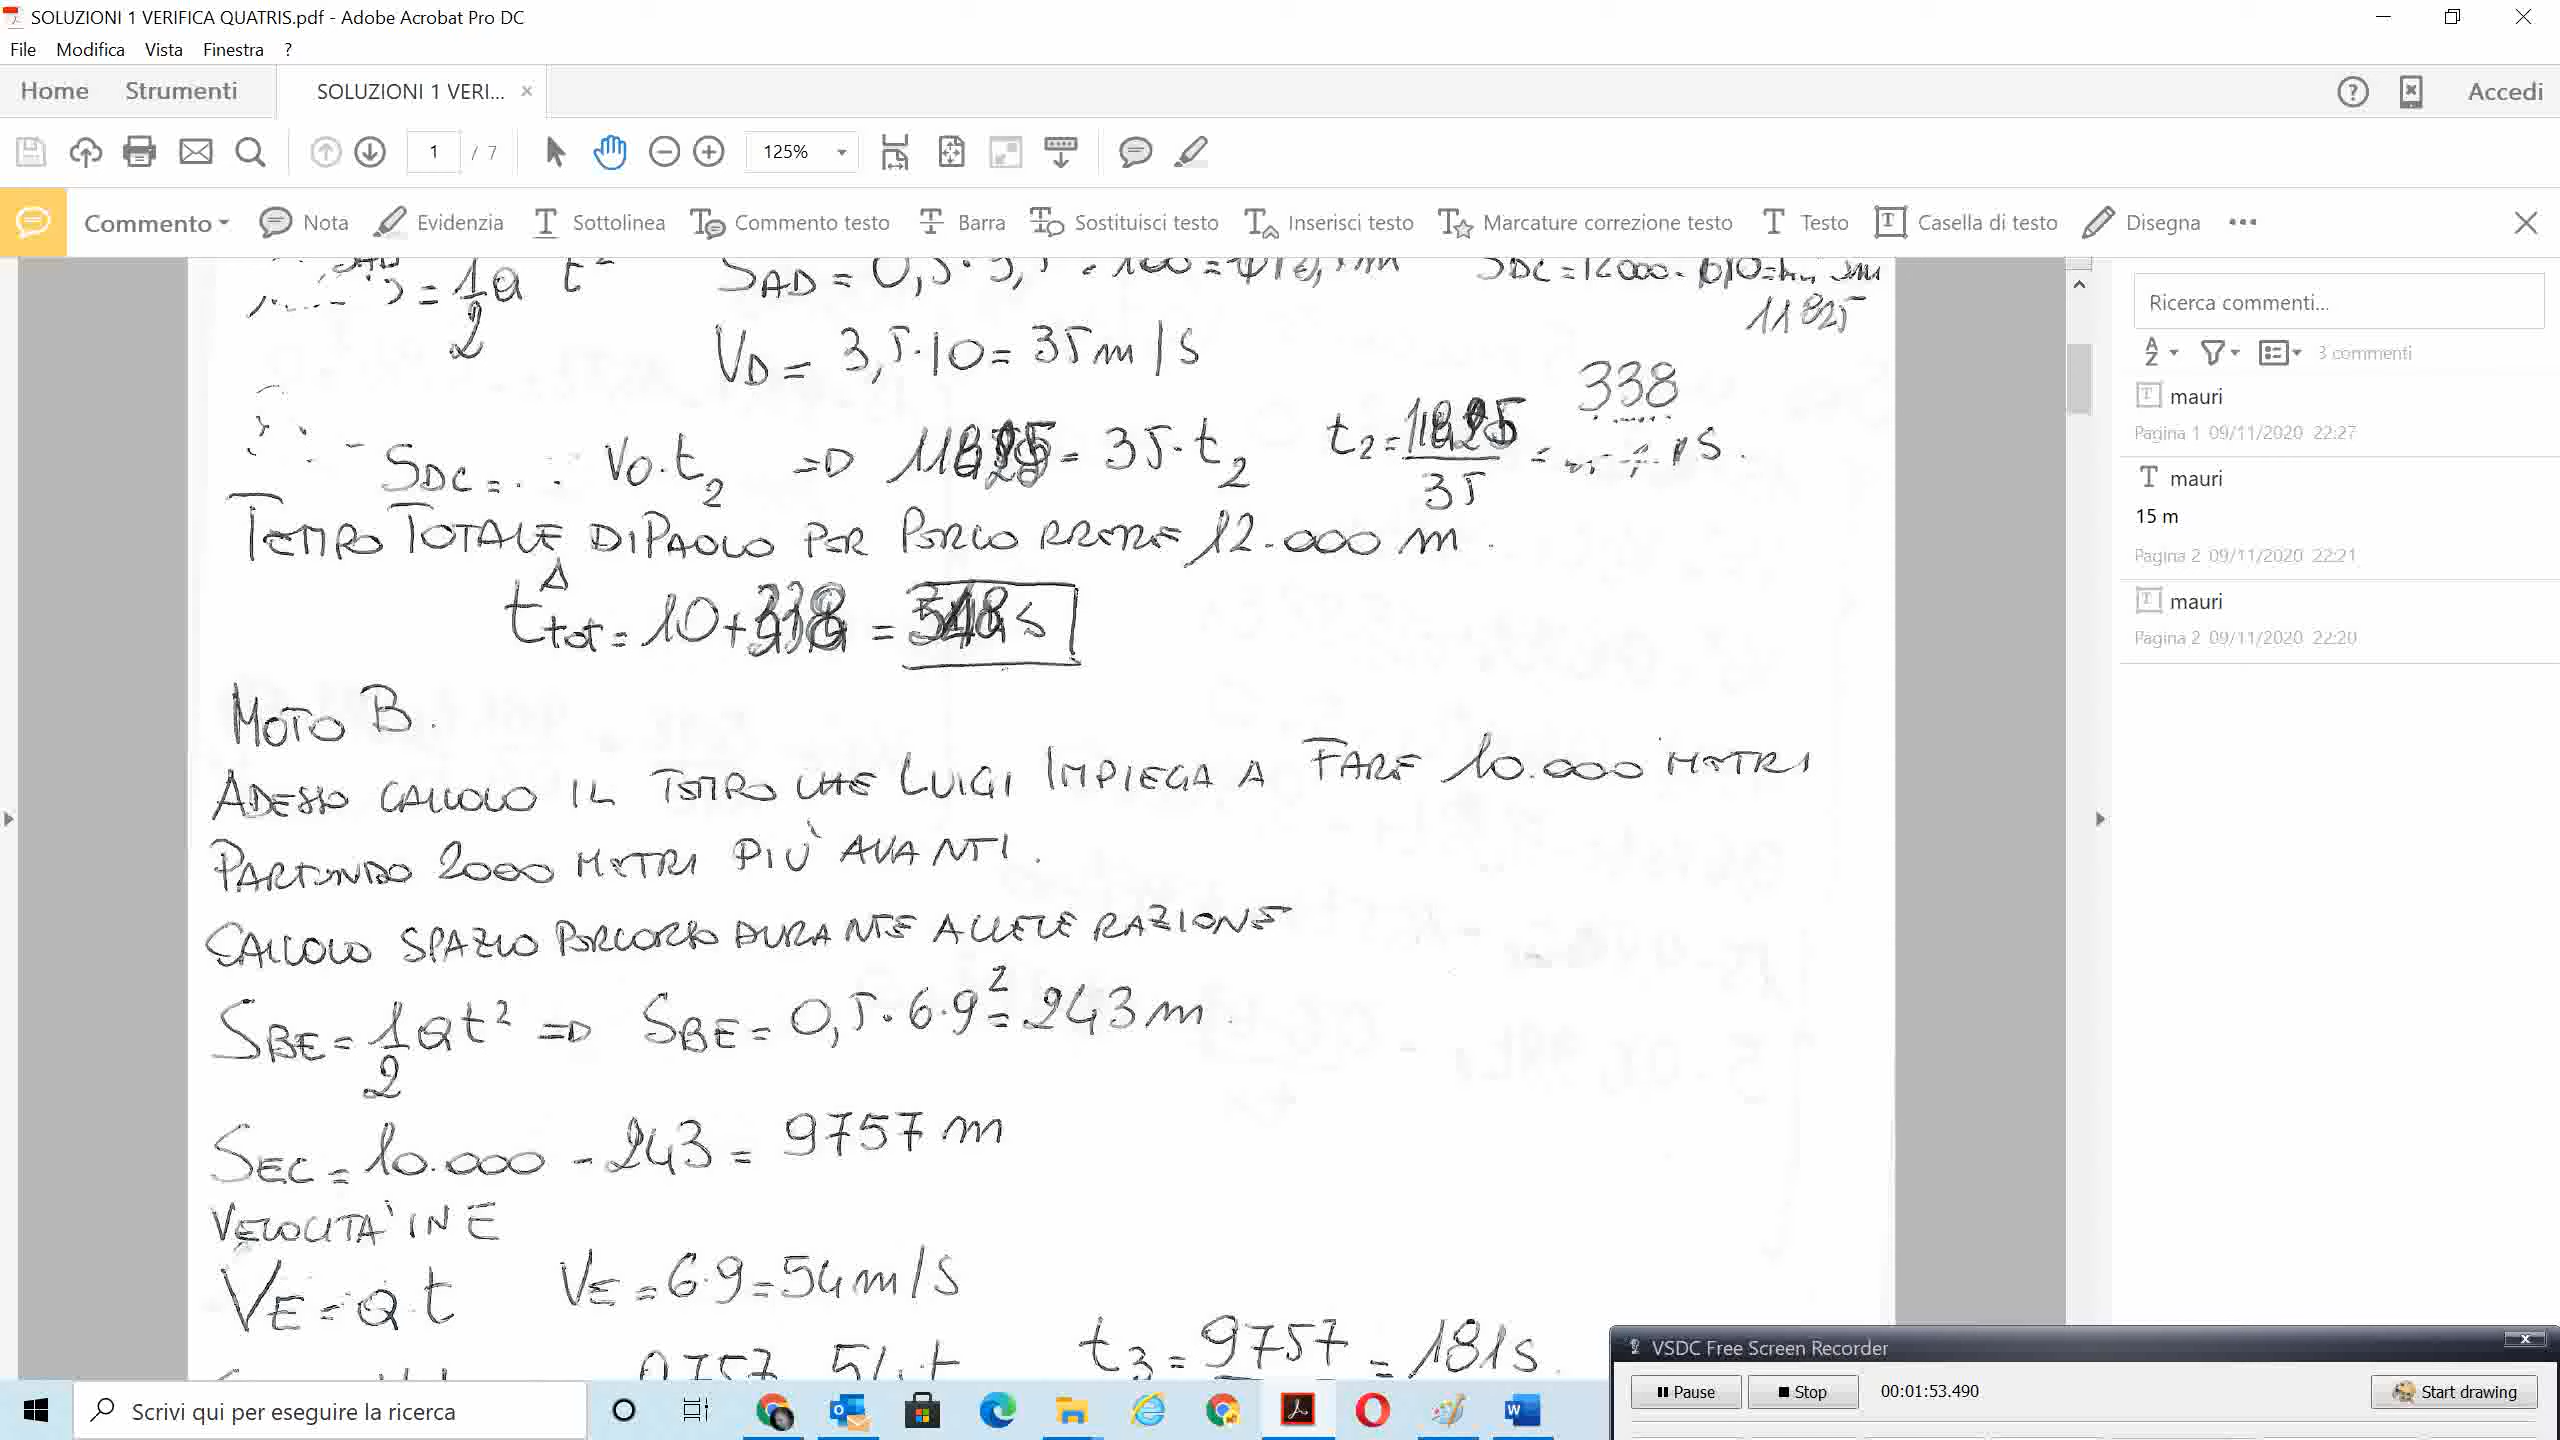 SOLUZIONI 1 VERIFICA QUATRIS.pdf - Adobe Acrobat Pro DC
File Modifica Vista Finestra ?
Home Strumenti SOLUZIONI 1 VERI... × Accedi
1 / 7 125%
Commento Nota Evidenzia Sottolinea Commento testo Barra Sostituisci testo Inserisci testo Marcature correzione testo Testo Casella di testo Disegna
Ricerca commenti...
3 commenti
mauri
Pagina 1 09/11/2020 22:27
mauri
15 m
Pagina 2 09/11/2020 22:21
mauri
Pagina 2 09/11/2020 22:20
= 1/2 a t²
11825
VD = 3,5·10 = 35 m/s
338
SDC = V0·t2 => = 35·t2 t2 = /35 = s.
TEMPO TOTALE DI PAOLO PER PERCORRERE 12.000 m.
tAtot = 10+338 = 348 s
MOTO B.
ADESSO CALCOLO IL TEMPO CHE LUIGI IMPIEGA A FARE 10.000 METRI
PARTENDO 2000 METRI PIÙ AVANTI.
CALCOLO SPAZIO PERCORSO DURANTE ACCELERAZIONE
SBE = 1/2 a t² => SBE = 0,5·6·9² = 243 m.
SEC = 10.000 - 243 = 9757 m
VELOCITA' IN E
VE = a·t VE = 6·9 = 54 m/s
t3 = 9757 = 181 s.
VSDC Free Screen Recorder
Pause Stop 00:01:53.490 Start drawing
Scrivi qui per eseguire la ricerca